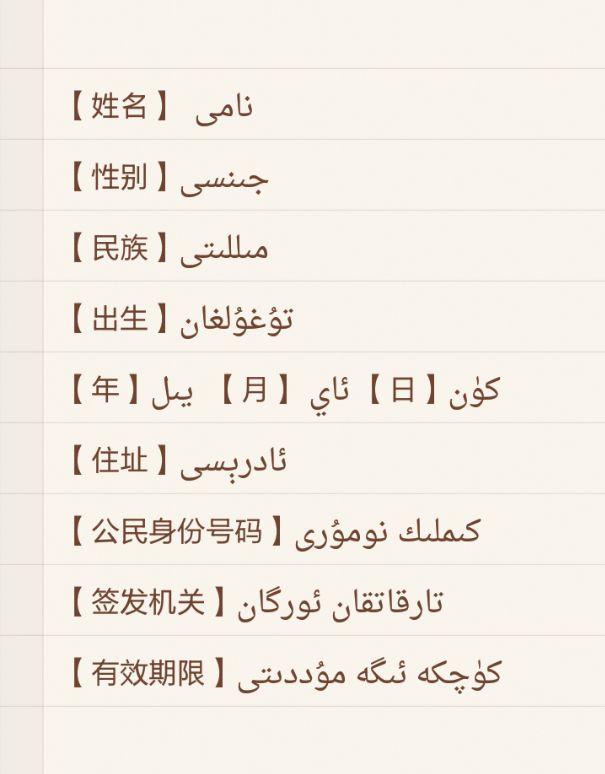 【姓名】 نامى
【性别】جىنسى
【民族】مىللىتى
【出生】تۇغۇلغان
【年】يىل 【月】ئاي 【日】كۈن
【住址】ئادرېسى
【公民身份号码】كىملىك نومۇرى
【签发机关】تارقاتقان ئورگان
【有效期限】كۈچكە ئىگە مۇددىتى